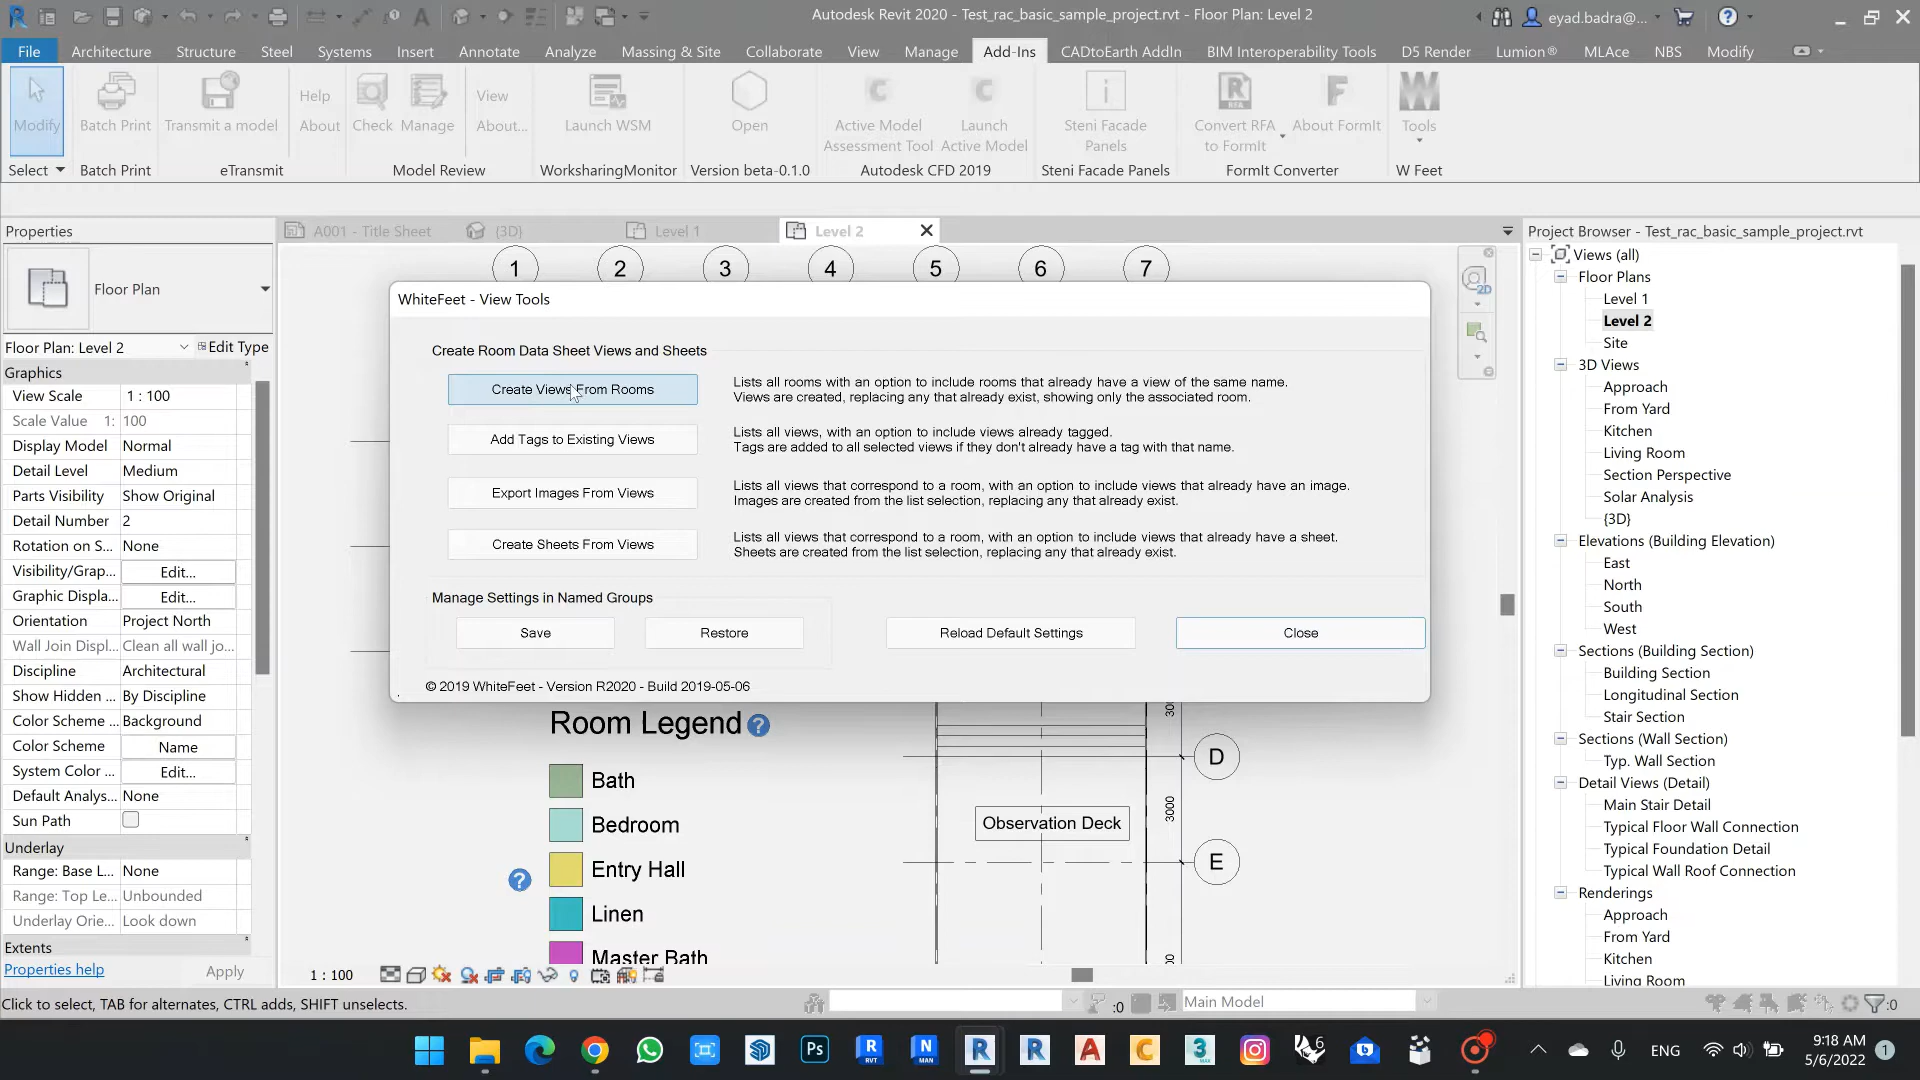 Autodesk Revit 2020 - Test_rac_basic_sample_project.rvt - Floor Plan: Level 2
eyad.badra@...
File Architecture Structure Steel Systems Insert Annotate Analyze Massing & Site Collaborate View Manage Add-Ins CADtoEarth AddIn BIM Interoperability Tools D5 Render Lumion® MLAce NBS Modify
Modify
Batch Print
Transmit a model
Help
About
Check
Manage
View
About...
Launch WSM
Open
Active Model
Assessment Tool
Launch
Active Model
Steni Facade
Panels
Convert RFA
to FormIt
About FormIt
Tools
Select
Batch Print
eTransmit
Model Review
WorksharingMonitor
Version beta-0.1.0
Autodesk CFD 2019
Steni Facade Panels
FormIt Converter
W Feet
Properties
Floor Plan
Floor Plan: Level 2
Edit Type
Graphics
View Scale 1 : 100
Scale Value 1: 100
Display Model Normal
Detail Level Medium
Parts Visibility Show Original
Detail Number 2
Rotation on S... None
Visibility/Grap... Edit...
Graphic Displa... Edit...
Orientation Project North
Wall Join Displ... Clean all wall jo...
Discipline Architectural
Show Hidden ... By Discipline
Color Scheme ... Background
Color Scheme Name
System Color ... Edit...
Default Analys... None
Sun Path
Underlay
Range: Base L... None
Range: Top Le... Unbounded
Underlay Orie... Look down
Extents
Properties help
Apply
A001 - Title Sheet
{3D}
Level 1
Level 2
1 2 3 4 5 6 7
WhiteFeet - View Tools
Create Room Data Sheet Views and Sheets
Create Views From Rooms
Lists all rooms with an option to include rooms that already have a view of the same name.
Views are created, replacing any that already exist, showing only the associated room.
Add Tags to Existing Views
Lists all views, with an option to include views already tagged.
Tags are added to all selected views if they don't already have a tag with that name.
Export Images From Views
Lists all views that correspond to a room, with an option to include views that already have an image.
Images are created from the list selection, replacing any that already exist.
Create Sheets From Views
Lists all views that correspond to a room, with an option to include views that already have a sheet.
Sheets are created from the list selection, replacing any that already exist.
Manage Settings in Named Groups
Save
Restore
Reload Default Settings
Close
© 2019 WhiteFeet - Version R2020 - Build 2019-05-06
Room Legend
Bath
Bedroom
Entry Hall
Linen
Master Bath
D
3000
Observation Deck
E
1 : 100
2D
Project Browser - Test_rac_basic_sample_project.rvt
Views (all)
Floor Plans
Level 1
Level 2
Site
3D Views
Approach
From Yard
Kitchen
Living Room
Section Perspective
Solar Analysis
{3D}
Elevations (Building Elevation)
East
North
South
West
Sections (Building Section)
Building Section
Longitudinal Section
Stair Section
Sections (Wall Section)
Typ. Wall Section
Detail Views (Detail)
Main Stair Detail
Typical Floor Wall Connection
Typical Foundation Detail
Typical Wall Roof Connection
Renderings
Approach
From Yard
Kitchen
Living Room
Click to select, TAB for alternates, CTRL adds, SHIFT unselects.
:0
Main Model
:0
ENG
9:18 AM
5/6/2022
1